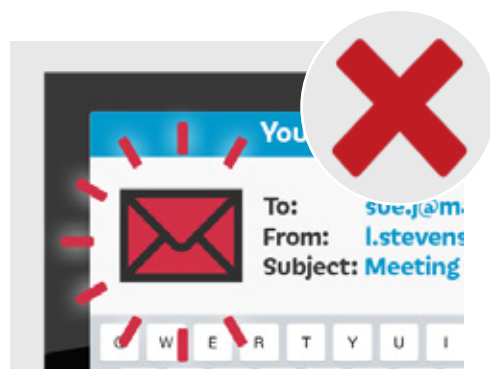 You
To: sue.j@m
From: l.stevens
Subject: Meeting
Q W E R T Y U I